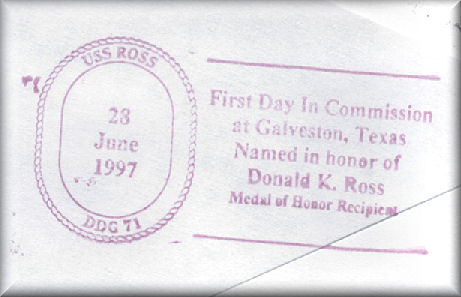 USS ROSS
28
June
1997
DDG 71
First Day In Commission
at Galveston, Texas
Named in honor of
Donald K. Ross
Medal of Honor Recipient